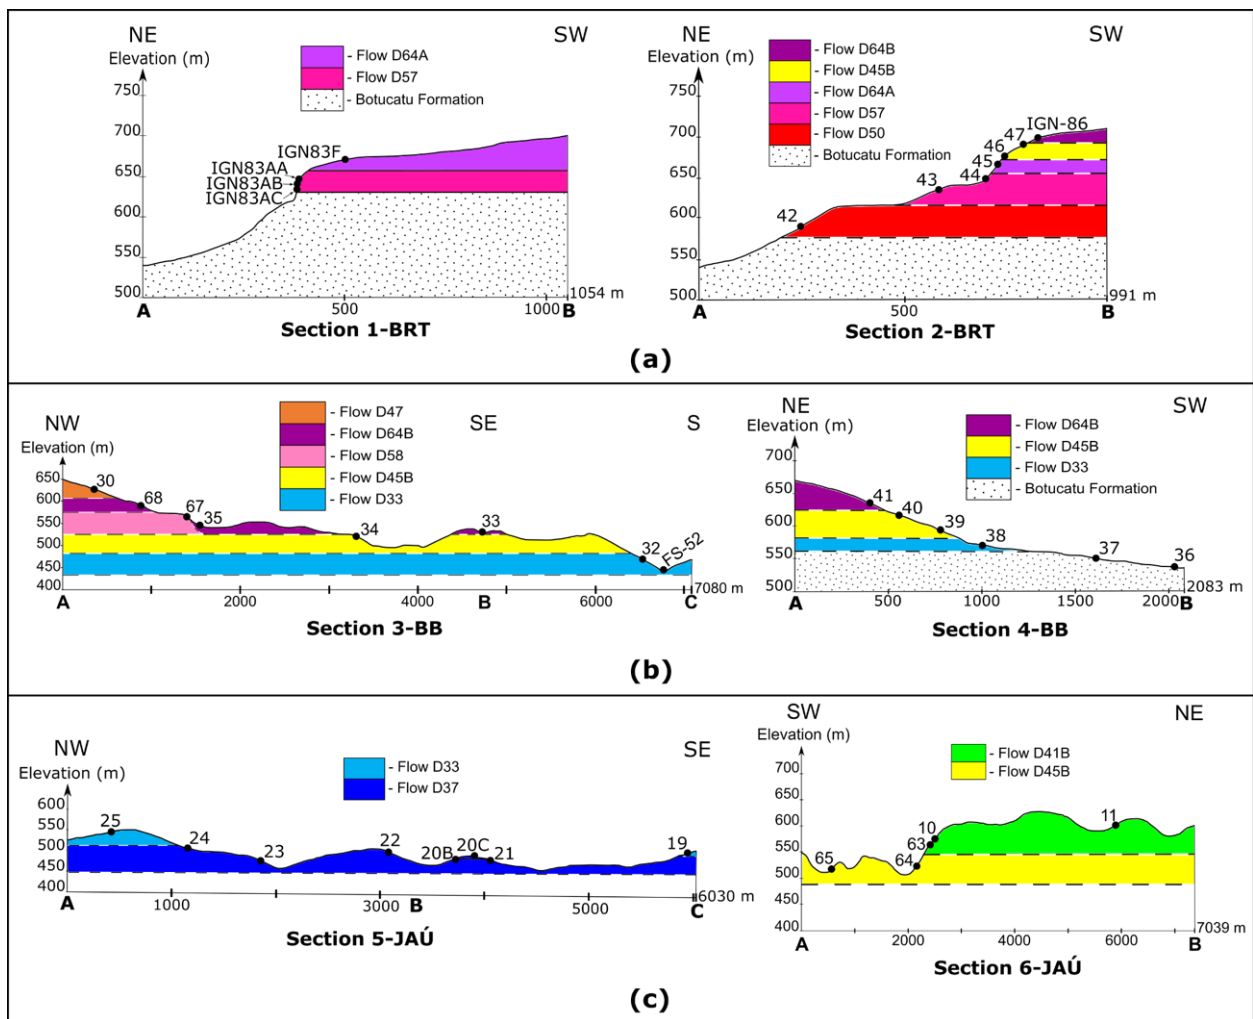 NE
SW
Elevation (m)
- Flow D64A
- Flow D57
- Botucatu Formation
750
700
650
600
550
500
IGN83F
IGN83AA
IGN83AB
IGN83AC
A
500
1000
B
1054 m
Section 1-BRT
NE
SW
Elevation (m)
- Flow D64B
- Flow D45B
- Flow D64A
- Flow D57
- Flow D50
- Botucatu Formation
750
700
650
600
550
500
42
43
44
45
46
47
IGN-86
A
500
B
991 m
Section 2-BRT
(a)
NW
SE
S
Elevation (m)
- Flow D47
- Flow D64B
- Flow D58
- Flow D45B
- Flow D33
650
600
550
500
450
400
30
68
67
35
34
33
32
FS-52
A
2000
4000
B
6000
C
7080 m
Section 3-BB
NE
SW
Elevation (m)
- Flow D64B
- Flow D45B
- Flow D33
- Botucatu Formation
700
650
600
550
500
41
40
39
38
37
36
A
500
1000
1500
2000
B
2083 m
Section 4-BB
(b)
NW
SE
Elevation (m)
- Flow D33
- Flow D37
600
550
500
450
400
25
24
23
22
20B
20C
21
19
A
1000
3000
B
5000
C
6030 m
Section 5-JAÚ
SW
NE
Elevation (m)
- Flow D41B
- Flow D45B
700
650
600
550
500
450
400
65
64
63
10
11
A
2000
4000
6000
B
7039 m
Section 6-JAÚ
(c)